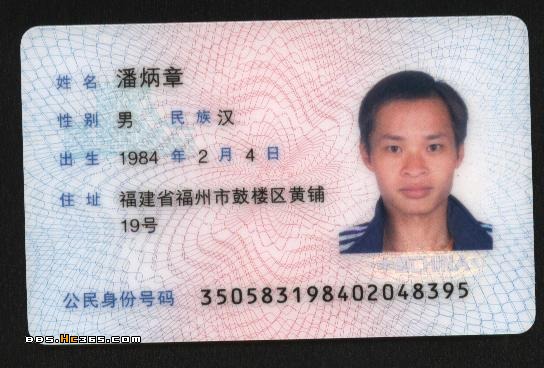 姓名 潘炳章
性别 男 民族 汉
出生 1984 年 2 月 4 日
住址 福建省福州市鼓楼区黄铺
19号
公民身份号码 350583198402048395
BBS.Hc365.com